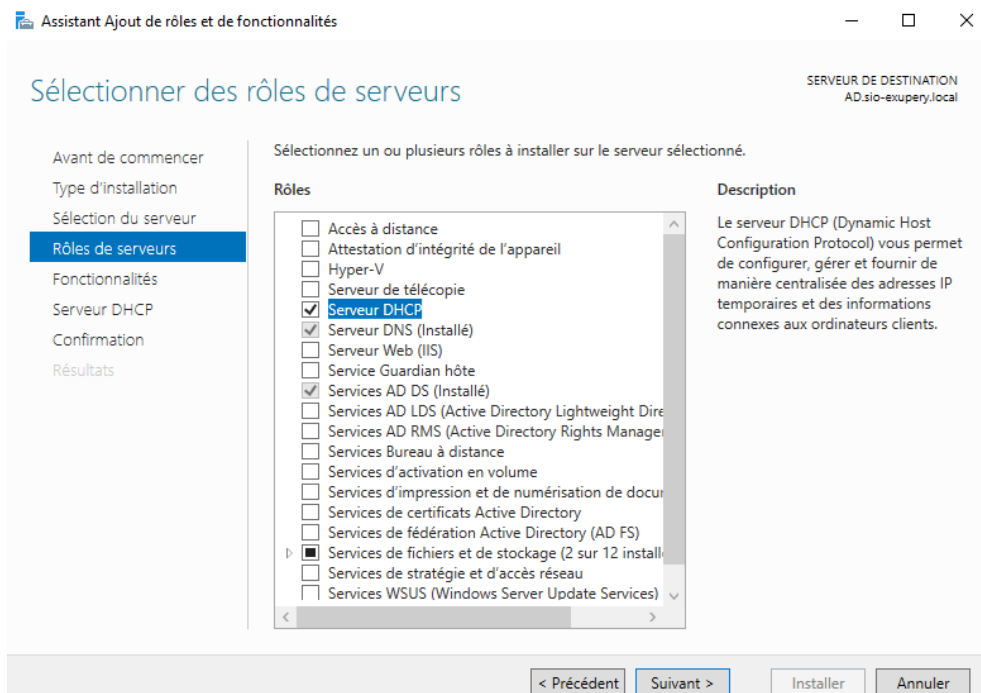 Assistant Ajout de rôles et de fonctionnalités
Sélectionner des rôles de serveurs
SERVEUR DE DESTINATION
AD.sio-exupery.local
Avant de commencer
Type d'installation
Sélection du serveur
Rôles de serveurs
Fonctionnalités
Serveur DHCP
Confirmation
Résultats
Sélectionnez un ou plusieurs rôles à installer sur le serveur sélectionné.
Rôles
Accès à distance
Attestation d'intégrité de l'appareil
Hyper-V
Serveur de télécopie
Serveur DHCP
Serveur DNS (Installé)
Serveur Web (IIS)
Service Guardian hôte
Services AD DS (Installé)
Services AD LDS (Active Directory Lightweight Dire
Services AD RMS (Active Directory Rights Manager
Services Bureau à distance
Services d'activation en volume
Services d'impression et de numérisation de docur
Services de certificats Active Directory
Services de fédération Active Directory (AD FS)
Services de fichiers et de stockage (2 sur 12 install
Services de stratégie et d'accès réseau
Services WSUS (Windows Server Update Services)
Description
Le serveur DHCP (Dynamic Host
Configuration Protocol) vous permet
de configurer, gérer et fournir de
manière centralisée des adresses IP
temporaires et des informations
connexes aux ordinateurs clients.
< Précédent
Suivant >
Installer
Annuler